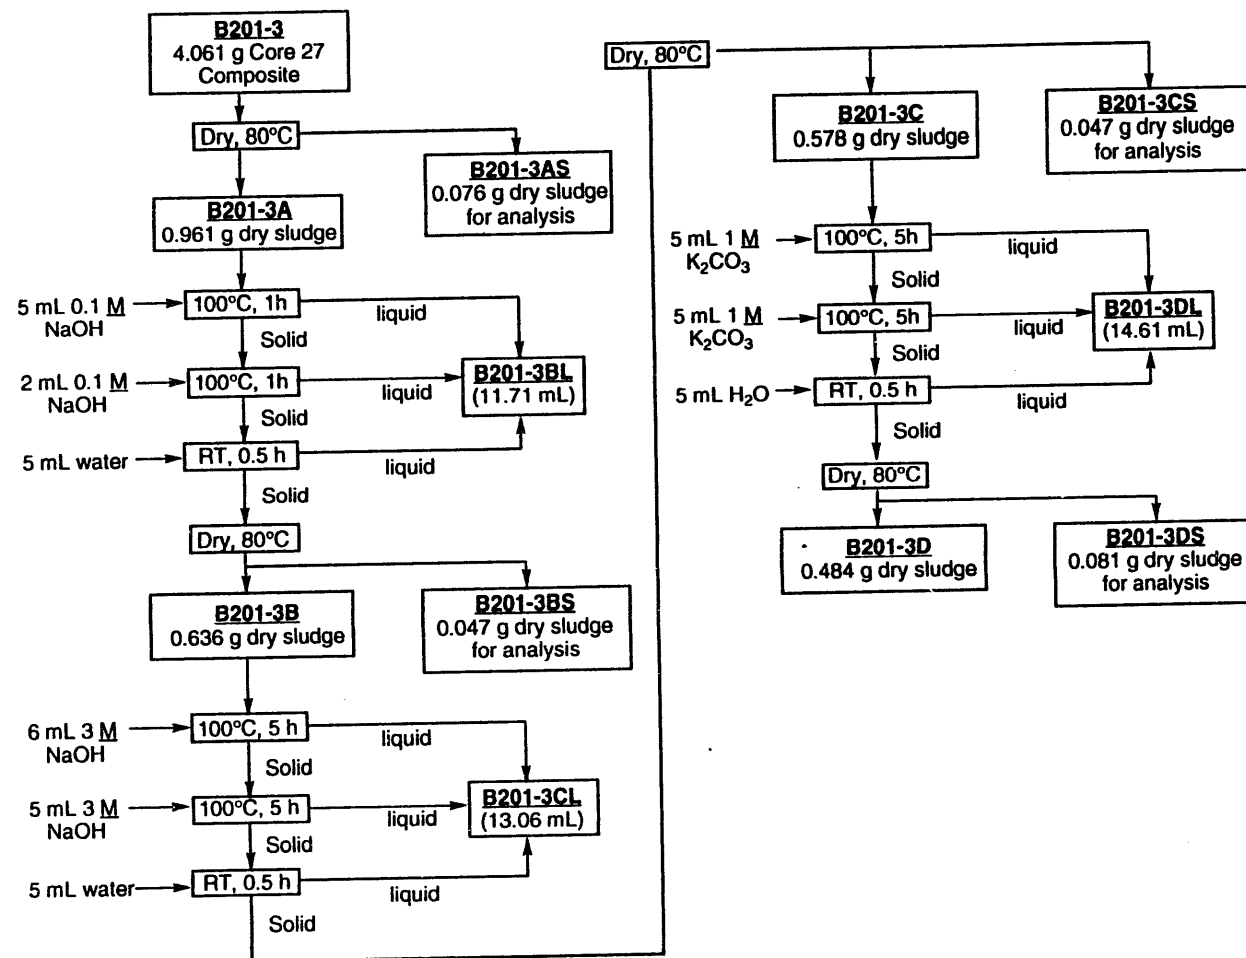 B201-3
4.061 g Core 27
Composite
Dry, 80°C
B201-3AS
0.076 g dry sludge
for analysis
B201-3A
0.961 g dry sludge
5 mL 0.1 M
NaOH
100°C, 1h
liquid
Solid
2 mL 0.1 M
NaOH
100°C, 1h
liquid
B201-3BL
(11.71 mL)
Solid
5 mL water
RT, 0.5 h
liquid
Solid
Dry, 80°C
B201-3B
0.636 g dry sludge
B201-3BS
0.047 g dry sludge
for analysis
6 mL 3 M
NaOH
100°C, 5 h
liquid
Solid
5 mL 3 M
NaOH
100°C, 5 h
liquid
B201-3CL
(13.06 mL)
Solid
5 mL water
RT, 0.5 h
liquid
Solid
Dry, 80°C
B201-3C
0.578 g dry sludge
B201-3CS
0.047 g dry sludge
for analysis
5 mL 1 M
K₂CO₃
100°C, 5h
liquid
Solid
5 mL 1 M
K₂CO₃
100°C, 5h
liquid
B201-3DL
(14.61 mL)
Solid
5 mL H₂O
RT, 0.5 h
liquid
Solid
Dry, 80°C
B201-3D
0.484 g dry sludge
B201-3DS
0.081 g dry sludge
for analysis